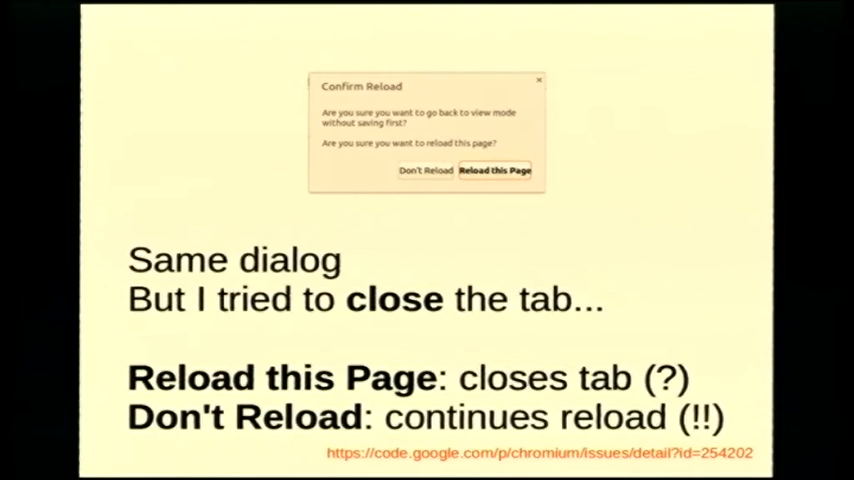 Confirm Reload
Are you sure you want to go back to view mode
without saving first?
Are you sure you want to reload this page?
Don't Reload Reload this Page
Same dialog
But I tried to close the tab...
Reload this Page: closes tab (?)
Don't Reload: continues reload (!!)
https://code.google.com/p/chromium/issues/detail?id=254202